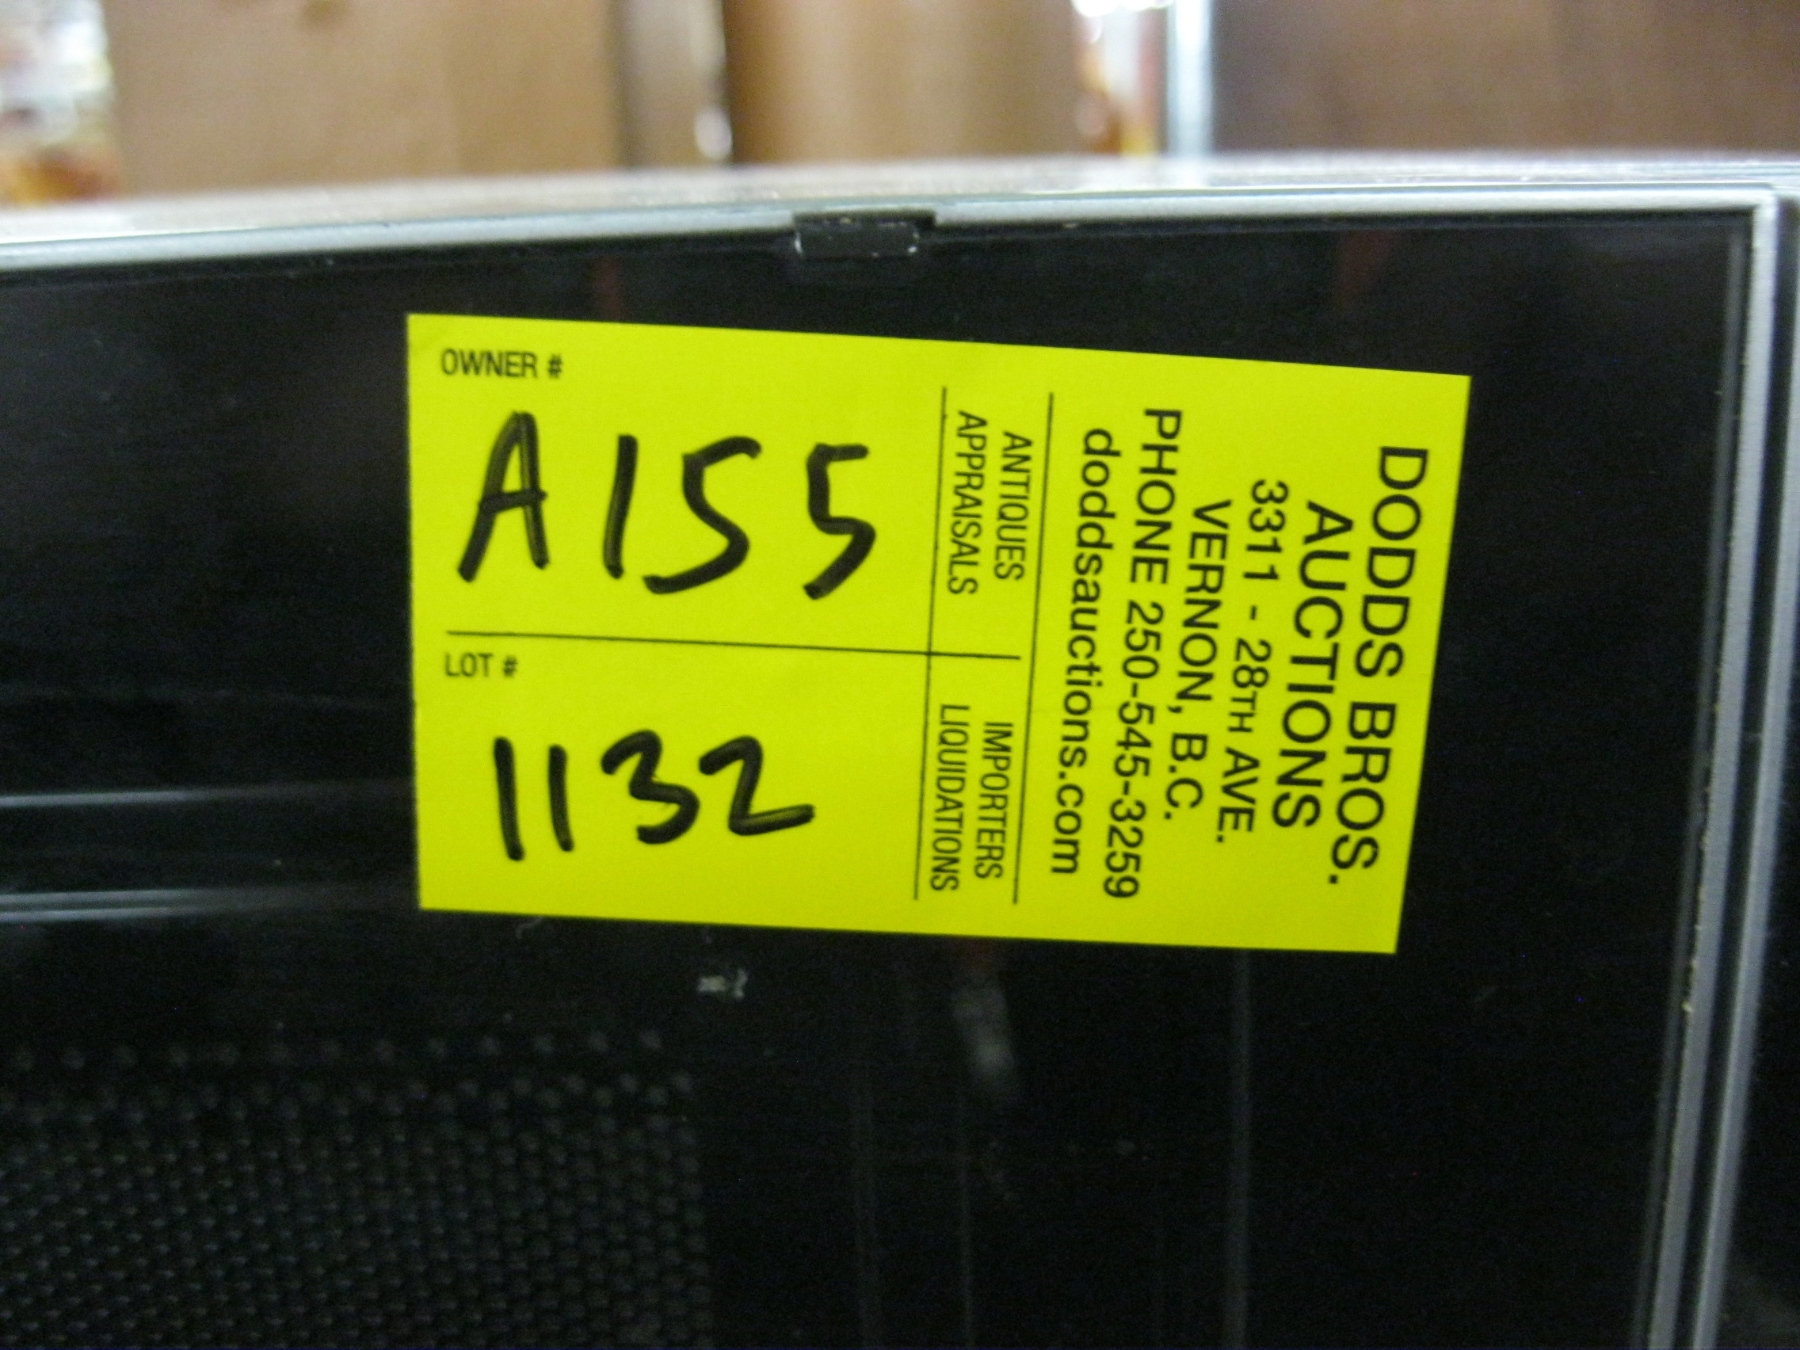 OWNER #
A155
LOT #
1132
ANTIQUES
APPRAISALS
IMPORTERS
LIQUIDATIONS
DODDS BROS.
AUCTIONS
3311 - 28TH AVE.
VERNON, B.C.
PHONE 250-545-3259
doddsauctions.com